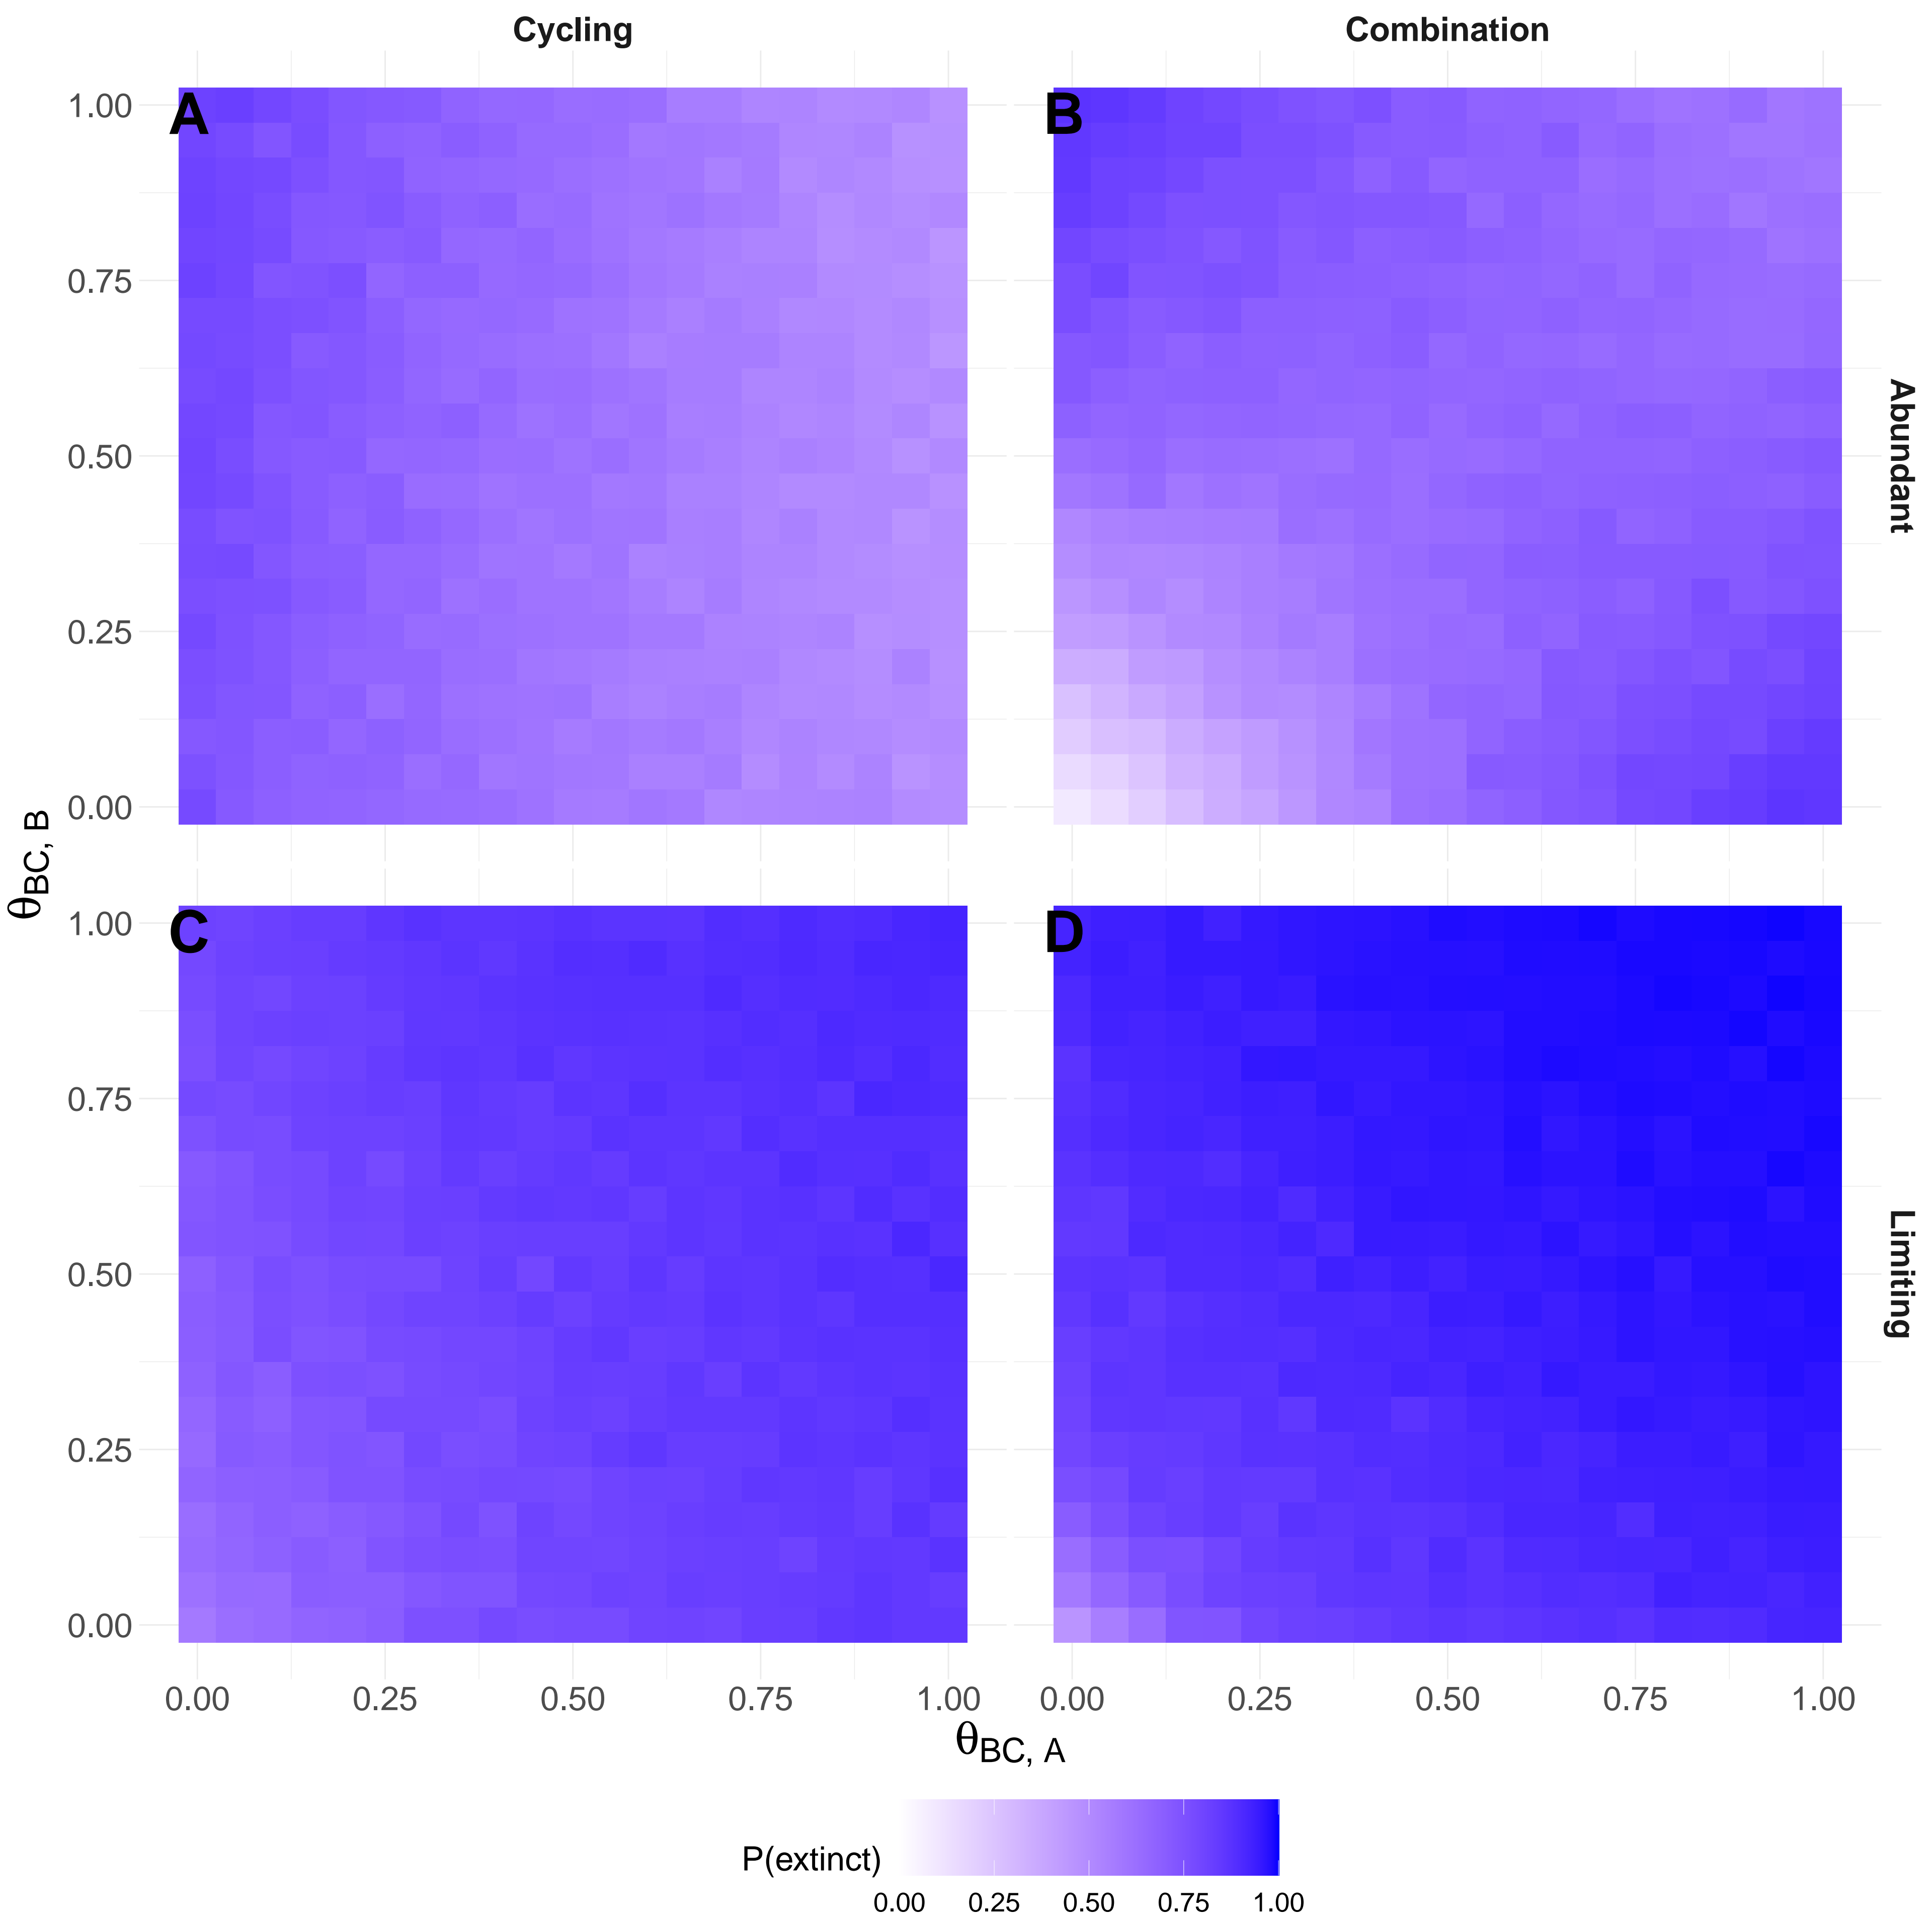 Cycling
Combination
A
B
C
D
1.00
0.75
0.50
0.25
0.00
1.00
0.75
0.50
0.25
0.00
θBC, B
Abundant
Limiting
0.00 0.25 0.50 0.75 1.00
0.00 0.25 0.50 0.75 1.00
θBC, A
P(extinct)
0.00 0.25 0.50 0.75 1.00